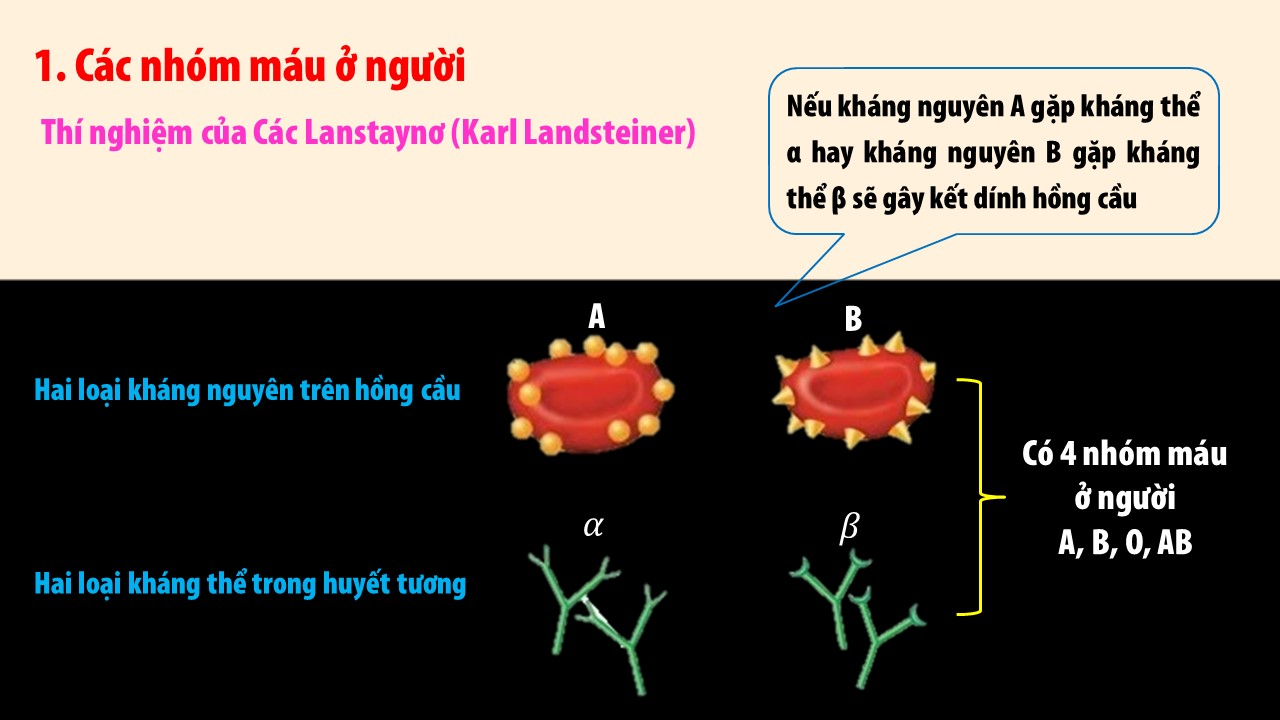 1. Các nhóm máu ở người
Thí nghiệm của Các Lanstaynơ (Karl Landsteiner)
Nếu kháng nguyên A gặp kháng thể
α hay kháng nguyên B gặp kháng
thể β sẽ gây kết dính hồng cầu
A
B
Hai loại kháng nguyên trên hồng cầu
Có 4 nhóm máu
ở người
A, B, O, AB
α
β
Hai loại kháng thể trong huyết tương